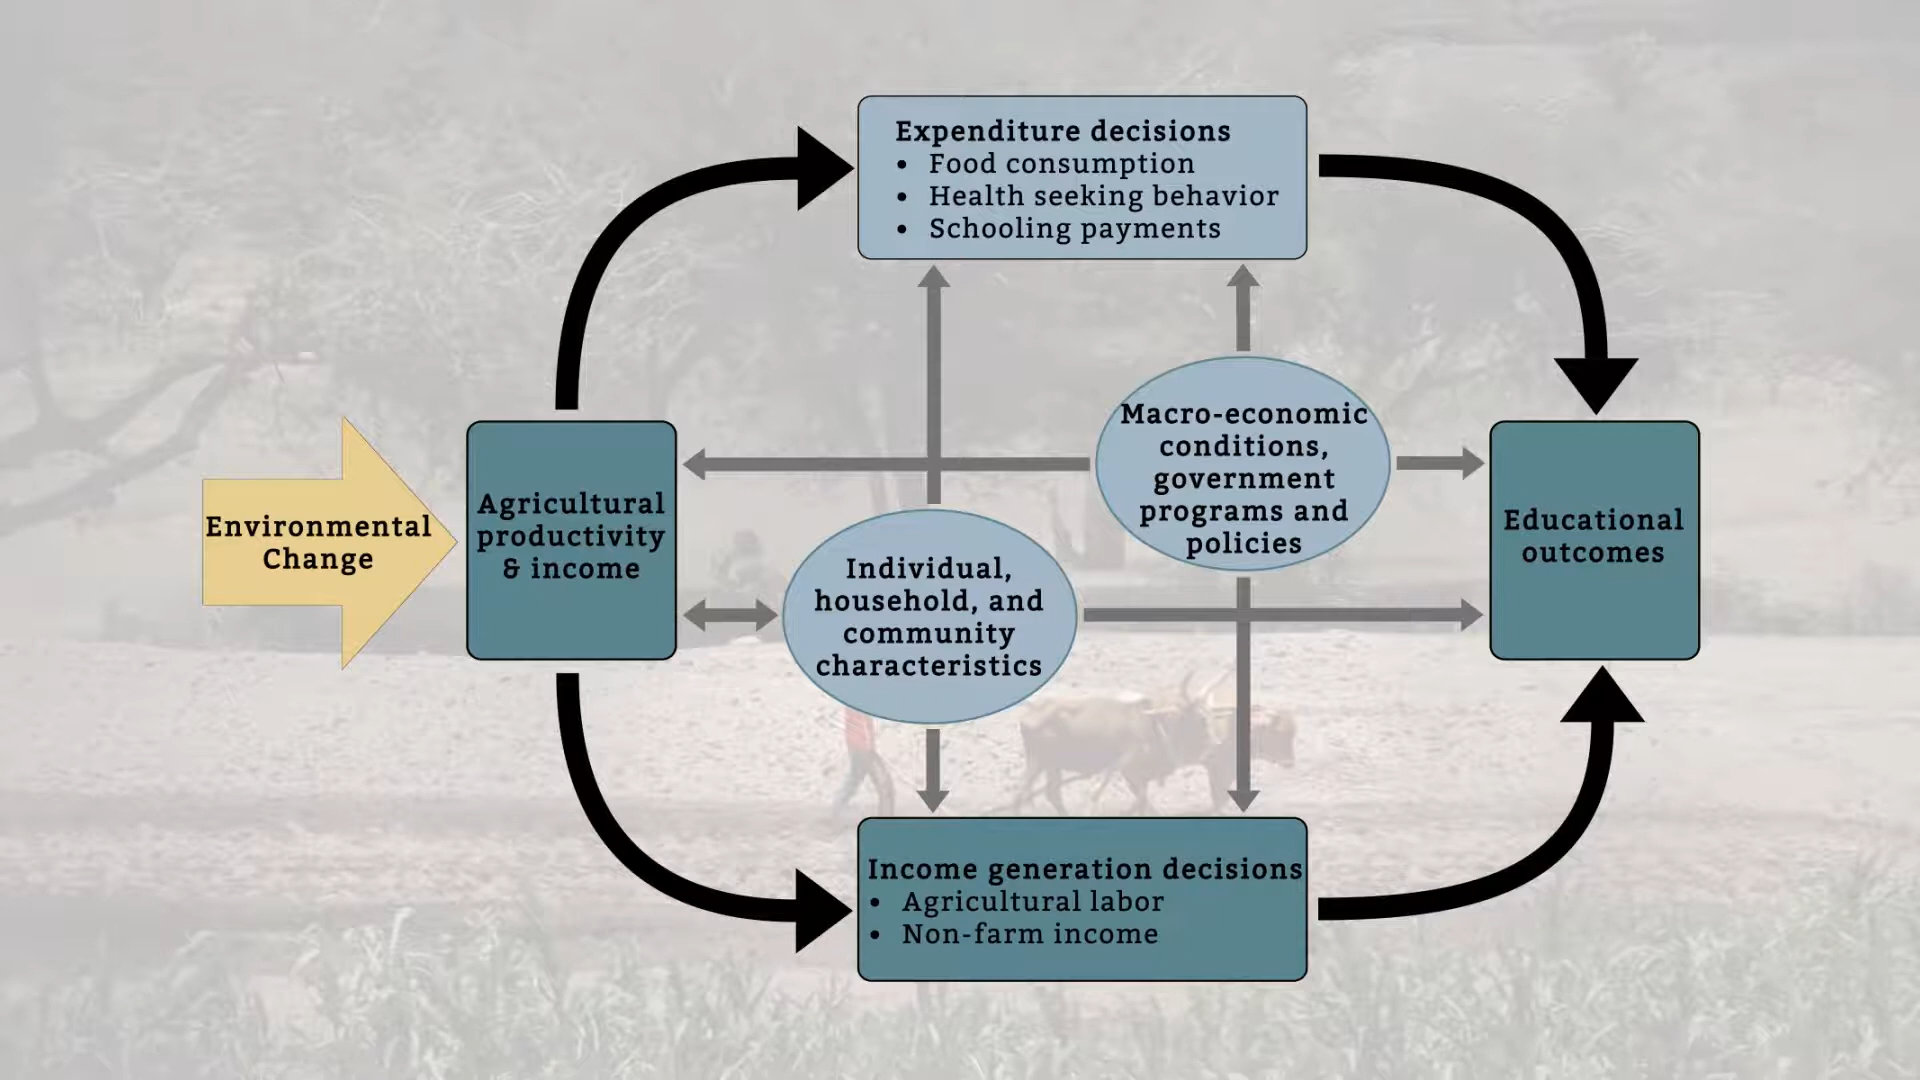 Expenditure decisions
• Food consumption
• Health seeking behavior
• Schooling payments
Macro-economic
conditions,
government
programs and
policies
Environmental
Change
Agricultural
productivity
& income
Educational
outcomes
Individual,
household, and
community
characteristics
Income generation decisions
• Agricultural labor
• Non-farm income